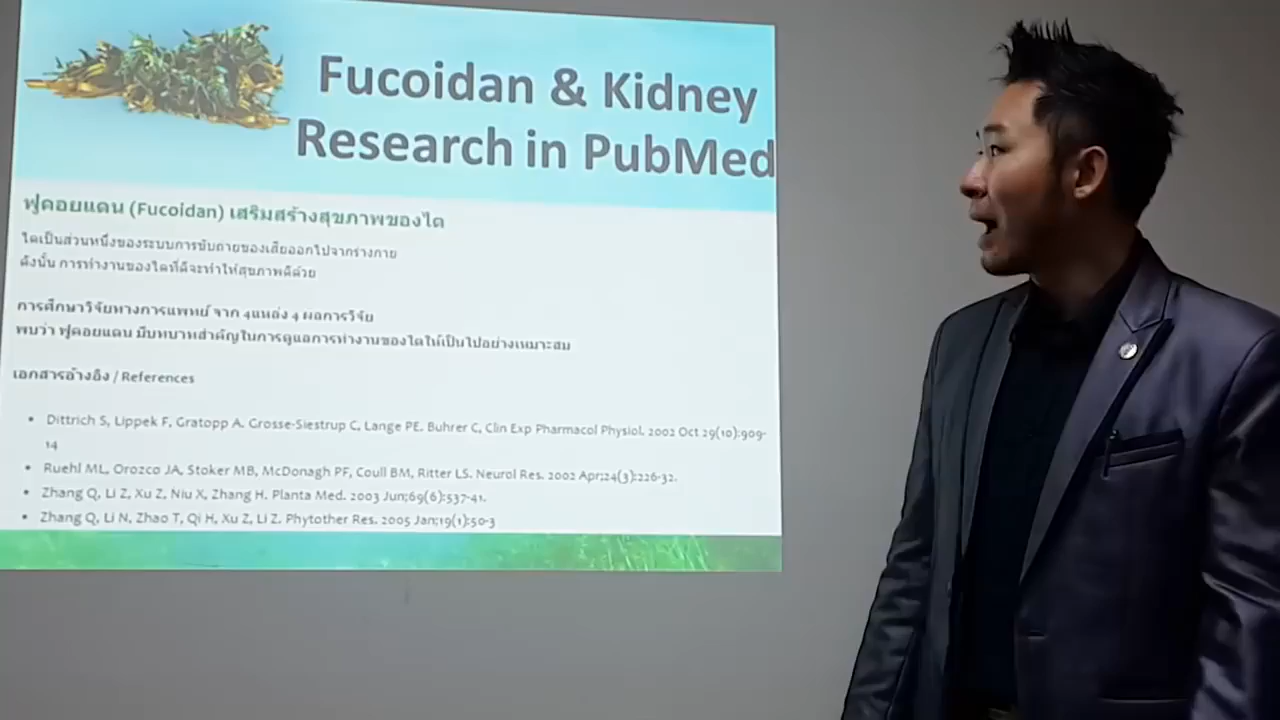 Fucoidan & Kidney
Research in PubMed
ฟูคอยแดน (Fucoidan) เสริมสร้างสุขภาพของไต
ไตเป็นส่วนหนึ่งของระบบการขับถ่ายของเสียออกไปจากร่างกาย
ดังนั้น การทำงานของไตที่ดีจะทำให้สุขภาพดีด้วย
การศึกษาวิจัยทางการแพทย์ จาก 4แหล่ง 4 ผลการวิจัย
พบว่า ฟูคอยแดน มีบทบาทสำคัญในการดูแลการทำงานของไตให้เป็นไปอย่างเหมาะสม
เอกสารอ้างอิง / References
• Dittrich S, Lippek F, Gratopp A, Grosse-Siestrup C, Lange PE. Buhrer C, Clin Exp Pharmacol Physiol. 2002 Oct 29(10):909-
14
• Ruehl ML, Orozco JA, Stoker MB, McDonagh PF, Coull BM, Ritter LS. Neurol Res. 2002 Apr;24(3):226-32.
• Zhang Q, Li Z, Xu Z, Niu X, Zhang H. Planta Med. 2003 Jun;69(6):537-41.
• Zhang Q, Li N, Zhao T, Qi H, Xu Z, Li Z. Phytother Res. 2005 Jan;19(1):50-3